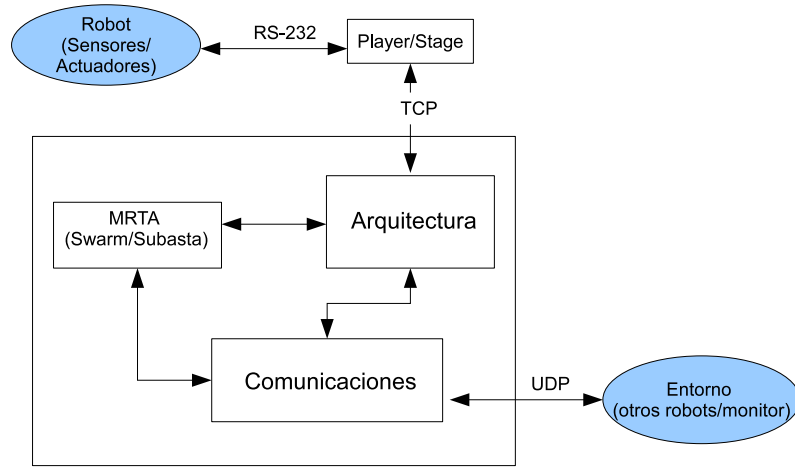 Robot
(Sensores/
Actuadores)
RS-232
Player/Stage
TCP
MRTA
(Swarm/Subasta)
Arquitectura
Comunicaciones
UDP
Entorno
(otros robots/monitor)